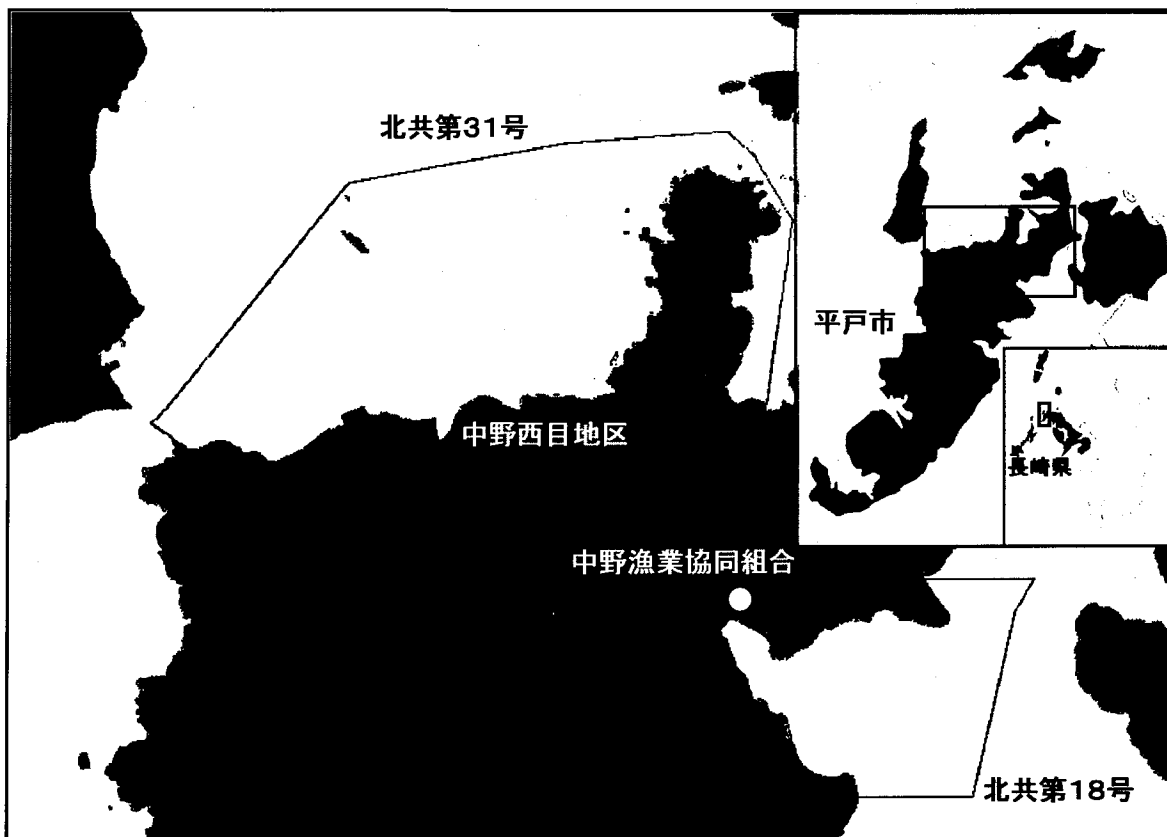 北共第31号
平戸市
長崎県
中野西目地区
中野漁業協同組合
北共第18号